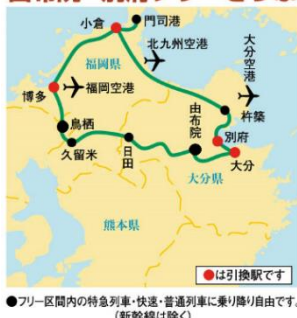 小倉
門司港
北九州空港
福岡県
大分空港
博多
福岡空港
杵築
鳥栖
由布院
別府
久留米
日田
大分
大分県
熊本県
●は引換駅です
●フリー区間内の特急列車・快速・普通列車に乗り降り自由です。
(新幹線は除く)